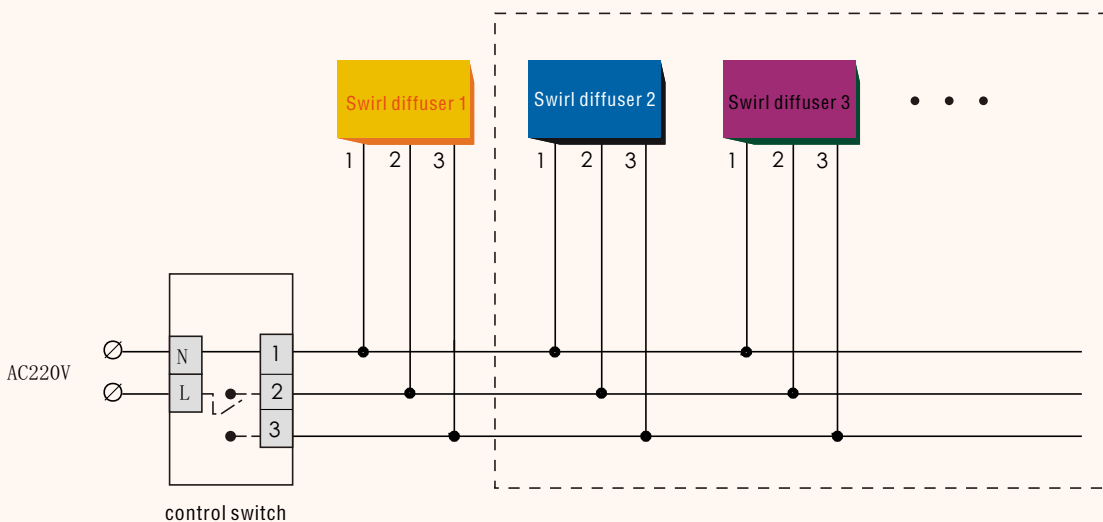 Swirl diffuser 1
Swirl diffuser 2
Swirl diffuser 3
1 2 3
1 2 3
1 2 3
AC220V
N
L
1
2
3
control switch